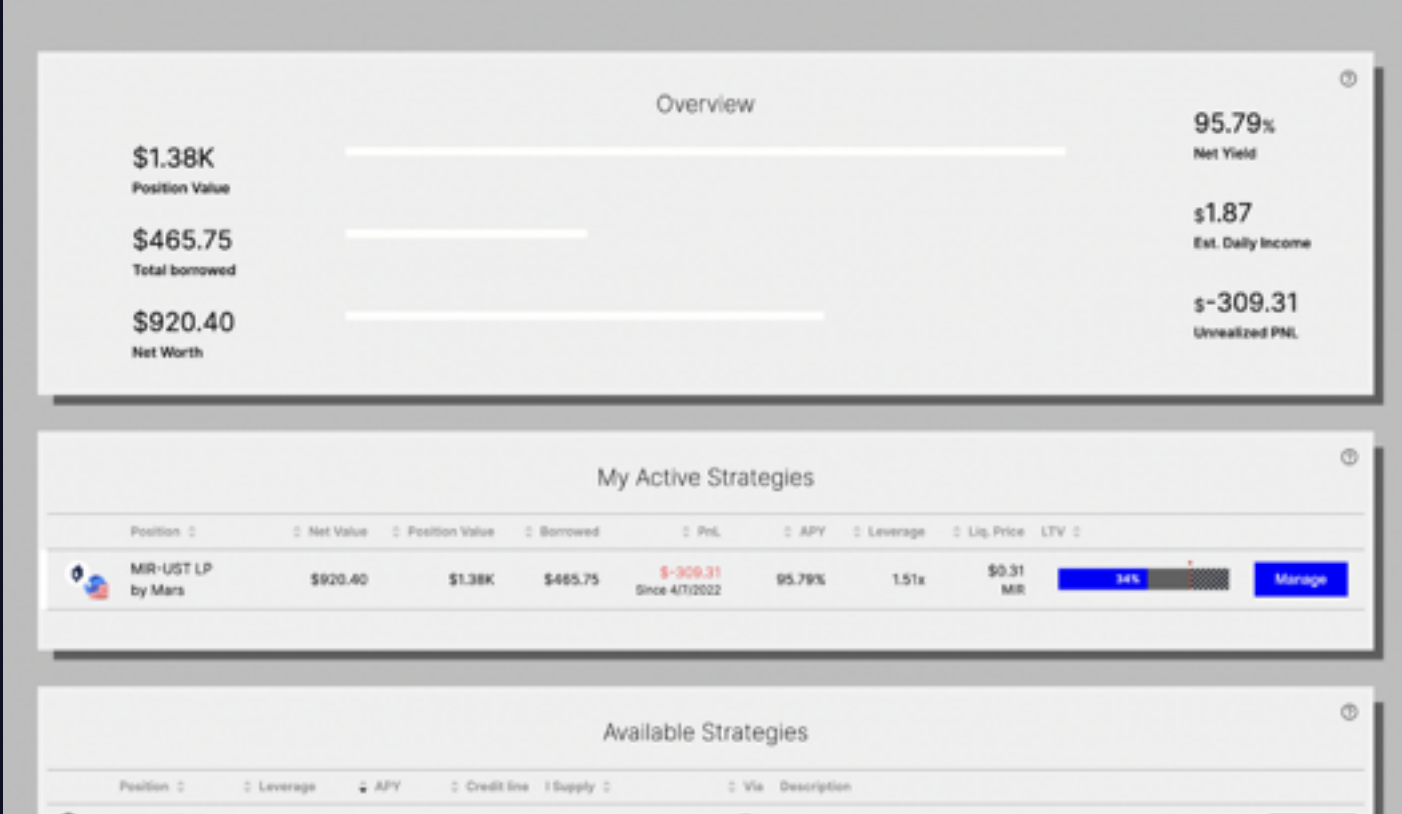 Overview
$1.38K
Position Value
$465.75
Total borrowed
$920.40
Net Worth
95.79%
Net Yield
$1.87
Est. Daily Income
$-309.31
Unrealized PNL
My Active Strategies
Position Net Value Position Value Borrowed PnL APY Leverage Liq. Price LTV
MIR-UST LP
by Mars
$920.40 $1.38K $465.75 $-309.31
Since 4/7/2022
95.79% 1.51x $0.31
MIR
34% Manage
Available Strategies
Position Leverage APY Credit line l Supply Via Description